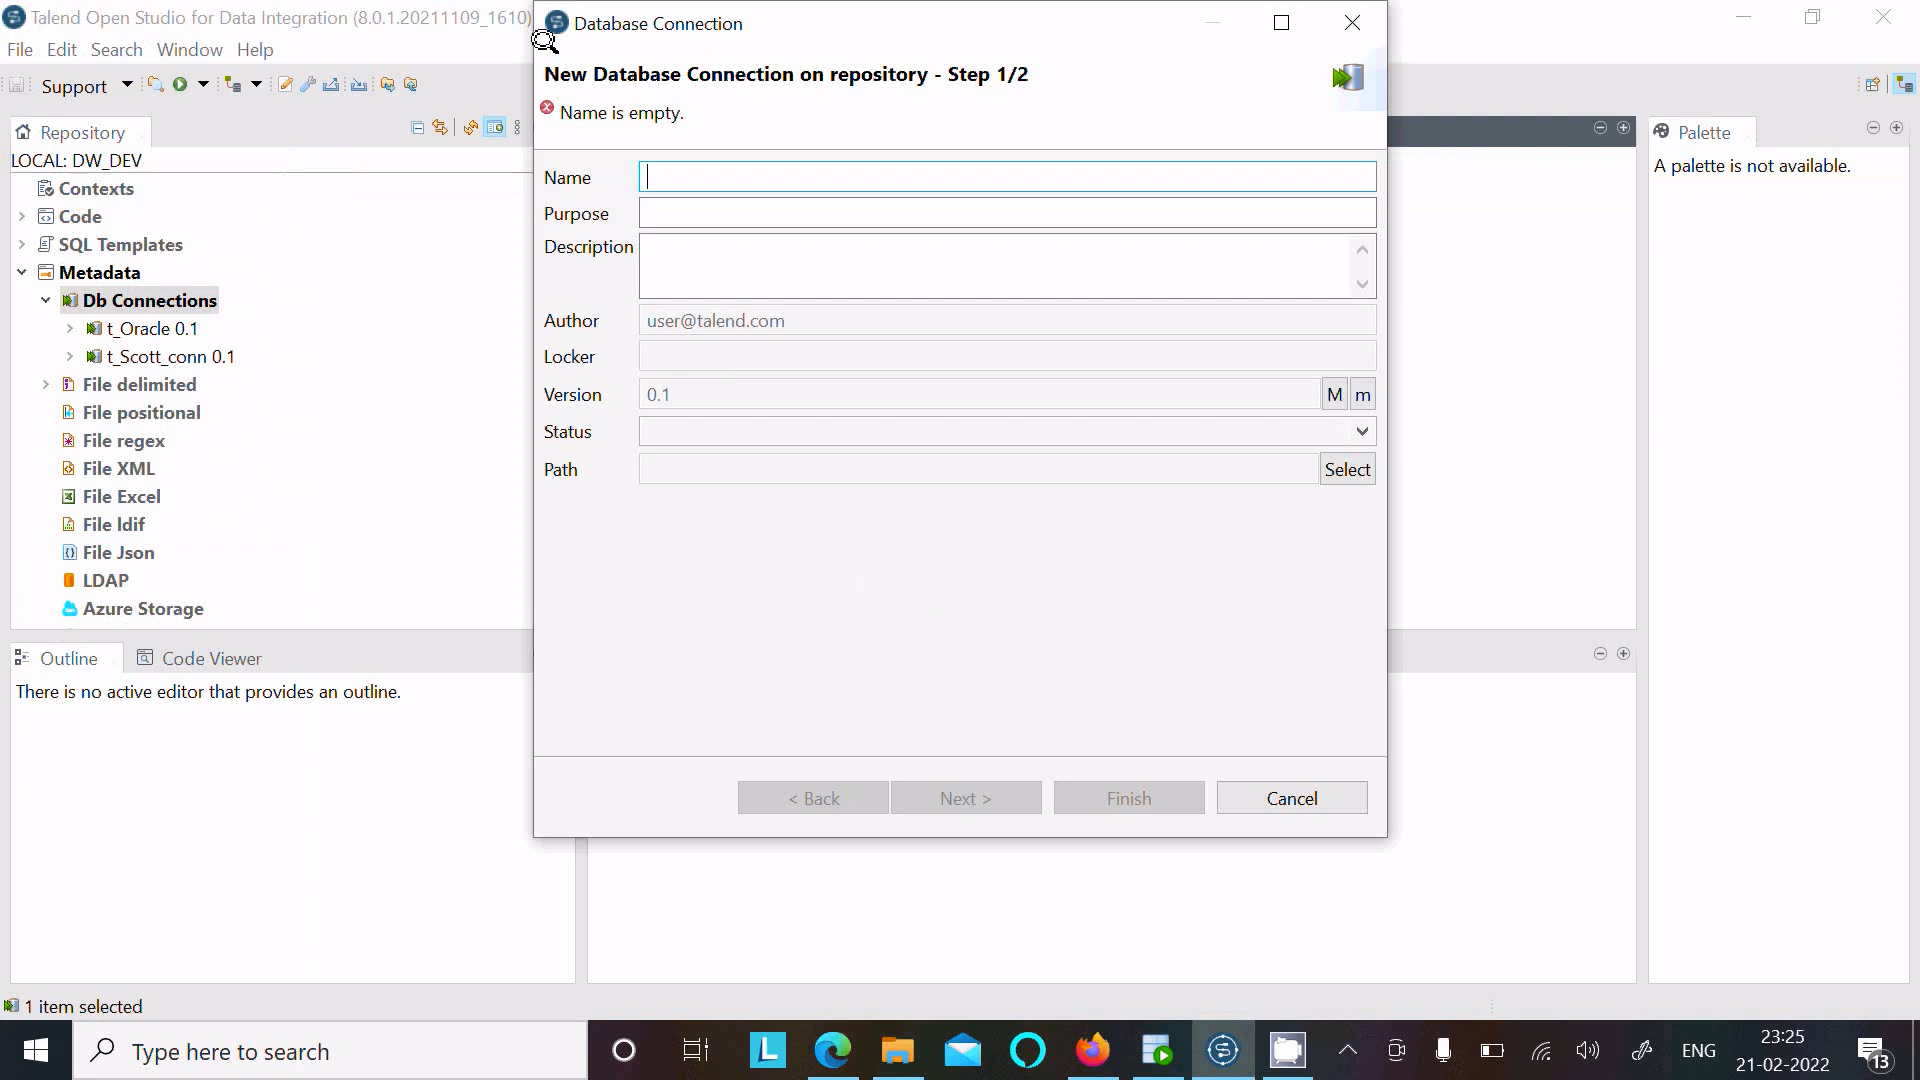 Talend Open Studio for Data Integration (8.0.1.20211109_1610)
File Edit Search Window Help
Support
Repository
LOCAL: DW_DEV
Contexts
Code
SQL Templates
Metadata
Db Connections
t_Oracle 0.1
t_Scott_conn 0.1
File delimited
File positional
File regex
File XML
File Excel
File ldif
File Json
LDAP
Azure Storage
Outline
Code Viewer
There is no active editor that provides an outline.
1 item selected
Database Connection
New Database Connection on repository - Step 1/2
Name is empty.
Name
Purpose
Description
Author user@talend.com
Locker
Version 0.1 M m
Status
Path Select
< Back Next > Finish Cancel
Palette
A palette is not available.
Type here to search
L
ENG
23:25
21-02-2022
13